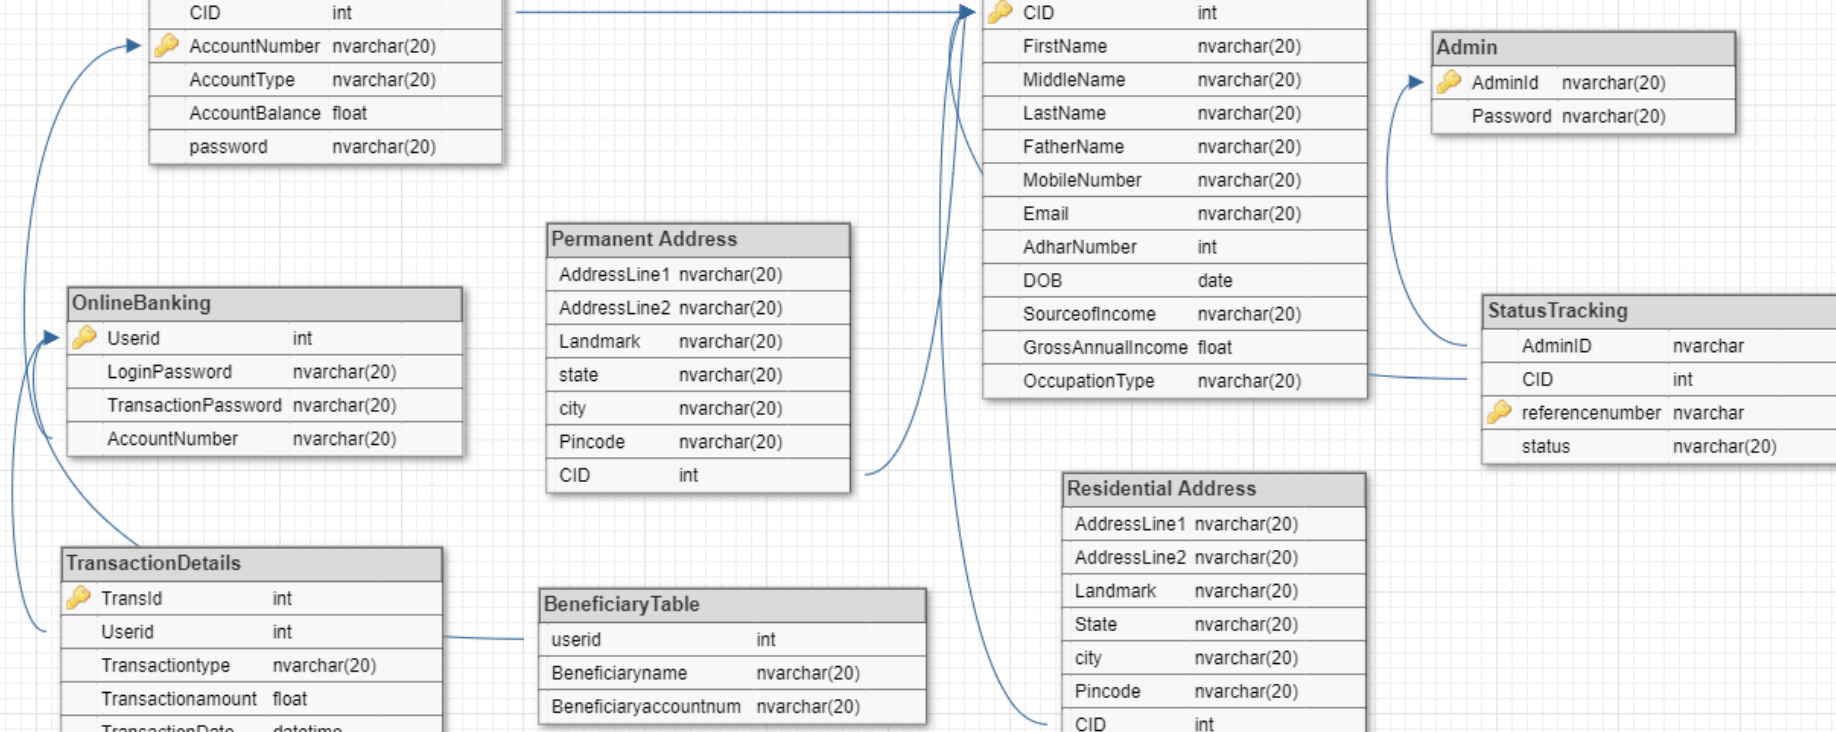 CID int
AccountNumber nvarchar(20)
AccountType nvarchar(20)
AccountBalance float
password nvarchar(20)
CID int
FirstName nvarchar(20)
MiddleName nvarchar(20)
LastName nvarchar(20)
FatherName nvarchar(20)
MobileNumber nvarchar(20)
Email nvarchar(20)
AdharNumber int
DOB date
SourceofIncome nvarchar(20)
GrossAnnualIncome float
OccupationType nvarchar(20)
Admin
AdminId nvarchar(20)
Password nvarchar(20)
Permanent Address
AddressLine1 nvarchar(20)
AddressLine2 nvarchar(20)
Landmark nvarchar(20)
state nvarchar(20)
city nvarchar(20)
Pincode nvarchar(20)
CID int
OnlineBanking
Userid int
LoginPassword nvarchar(20)
TransactionPassword nvarchar(20)
AccountNumber nvarchar(20)
StatusTracking
AdminID nvarchar
CID int
referencenumber nvarchar
status nvarchar(20)
Residential Address
AddressLine1 nvarchar(20)
AddressLine2 nvarchar(20)
Landmark nvarchar(20)
State nvarchar(20)
city nvarchar(20)
Pincode nvarchar(20)
CID int
TransactionDetails
TransId int
Userid int
Transactiontype nvarchar(20)
Transactionamount float
TransactionDate datetime
BeneficiaryTable
userid int
Beneficiaryname nvarchar(20)
Beneficiaryaccountnum nvarchar(20)